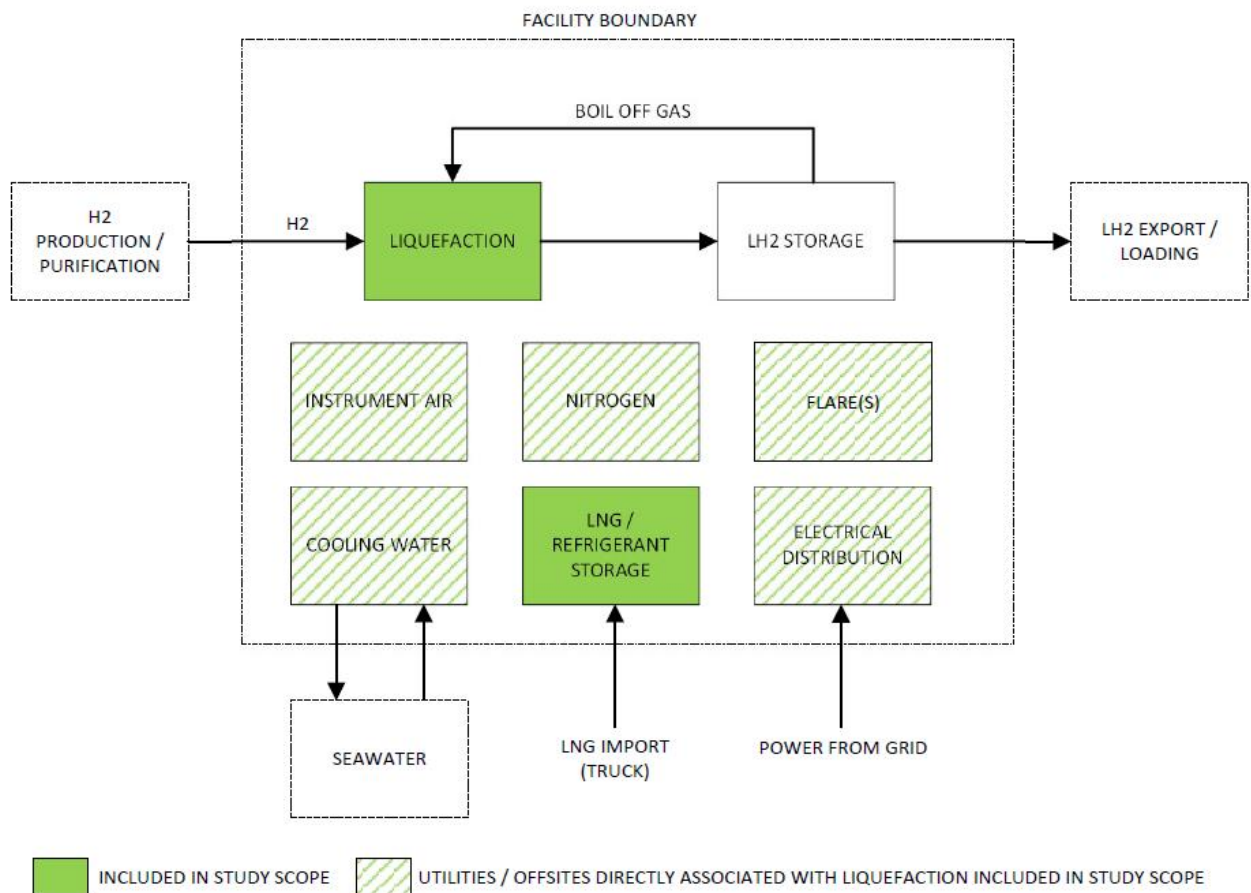 FACILITY BOUNDARY
BOIL OFF GAS
H2
PRODUCTION /
PURIFICATION
H2
LIQUEFACTION
LH2 STORAGE
LH2 EXPORT /
LOADING
INSTRUMENT AIR
NITROGEN
FLARE(S)
COOLING WATER
LNG /
REFRIGERANT
STORAGE
ELECTRICAL
DISTRIBUTION
SEAWATER
LNG IMPORT
(TRUCK)
POWER FROM GRID
INCLUDED IN STUDY SCOPE
UTILITIES / OFFSITES DIRECTLY ASSOCIATED WITH LIQUEFACTION INCLUDED IN STUDY SCOPE